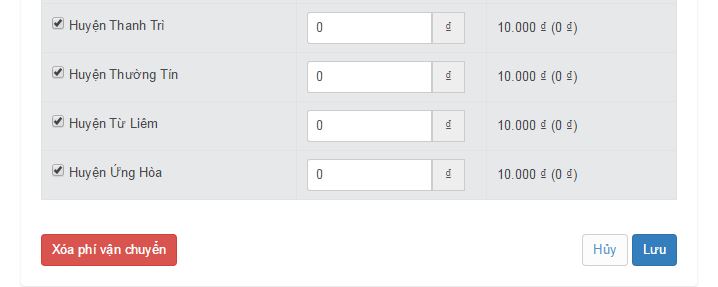 Huyện Thanh Trì 0 ₫ 10.000 ₫ (0 ₫)
Huyện Thường Tín 0 ₫ 10.000 ₫ (0 ₫)
Huyện Từ Liêm 0 ₫ 10.000 ₫ (0 ₫)
Huyện Ứng Hòa 0 ₫ 10.000 ₫ (0 ₫)
Xóa phí vận chuyển Hủy Lưu